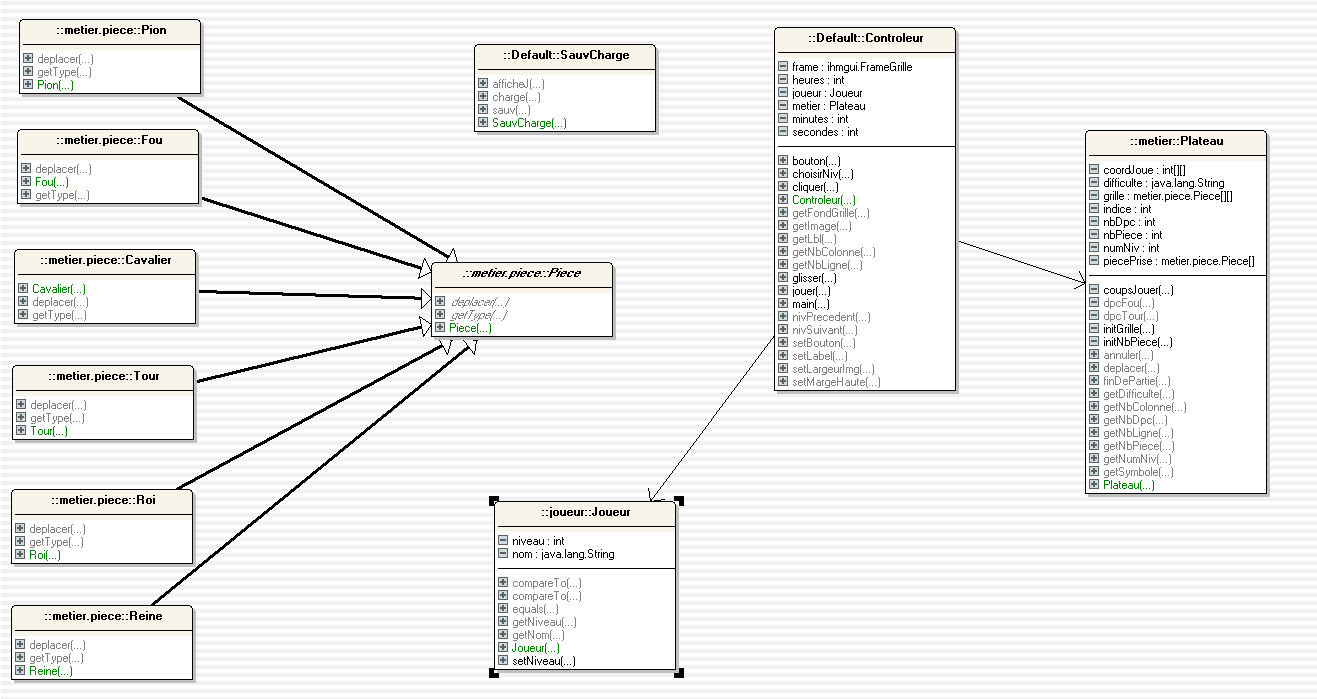 ::metier.piece::Pion
deplacer(...)
getType(...)
Pion(...)
::metier.piece::Fou
deplacer(...)
Fou(...)
getType(...)
::metier.piece::Cavalier
Cavalier(...)
deplacer(...)
getType(...)
::metier.piece::Tour
deplacer(...)
getType(...)
Tour(...)
::metier.piece::Roi
deplacer(...)
getType(...)
Roi(...)
::metier.piece::Reine
deplacer(...)
getType(...)
Reine(...)
::Default::SauvCharge
afficheJ(...)
charge(...)
sauv(...)
SauvCharge(...)
::metier.piece::Piece
deplacer(...)
getType(...)
Piece(...)
::joueur::Joueur
niveau : int
nom : java.lang.String
compareTo(...)
compareTo(...)
equals(...)
getNiveau(...)
getNom(...)
Joueur(...)
setNiveau(...)
::Default::Controleur
frame : ihmgui.FrameGrille
heures : int
joueur : Joueur
metier : Plateau
minutes : int
secondes : int
bouton(...)
choisirNiv(...)
cliquer(...)
Controleur(...)
getFondGrille(...)
getImage(...)
getLbl(...)
getNbColonne(...)
getNbLigne(...)
glisser(...)
jouer(...)
main(...)
nivPrecedent(...)
nivSuivant(...)
setBouton(...)
setLabel(...)
setLargeurImg(...)
setMargeHaute(...)
::metier::Plateau
coordJoue : int[][]
difficulte : java.lang.String
grille : metier.piece.Piece[][]
indice : int
nbDpc : int
nbPiece : int
numNiv : int
piecePrise : metier.piece.Piece[]
coupsJouer(...)
dpcFou(...)
dpcTour(...)
initGrille(...)
initNbPiece(...)
annuler(...)
deplacer(...)
finDePartie(...)
getDifficulte(...)
getNbColonne(...)
getNbDpc(...)
getNbLigne(...)
getNbPiece(...)
getNumNiv(...)
getSymbole(...)
Plateau(...)